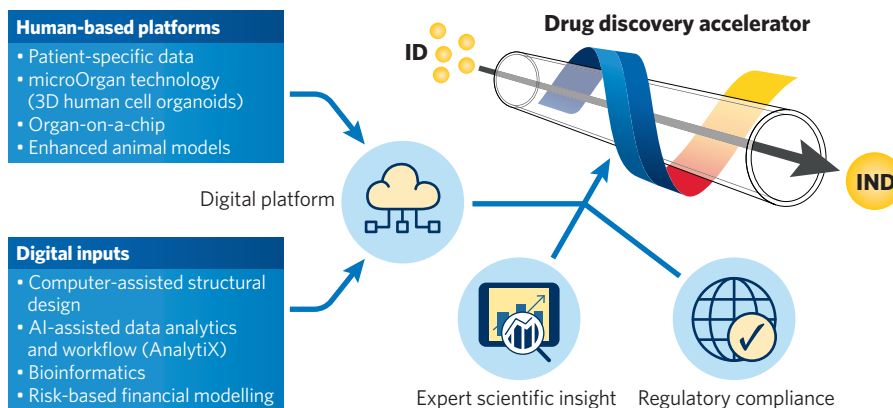 Human-based platforms
• Patient-specific data
• microOrgan technology
(3D human cell organoids)
• Organ-on-a-chip
• Enhanced animal models
Digital platform
Digital inputs
• Computer-assisted structural
design
• AI-assisted data analytics
and workflow (AnalytiX)
• Bioinformatics
• Risk-based financial modelling
Drug discovery accelerator
ID
IND
Expert scientific insight
Regulatory compliance